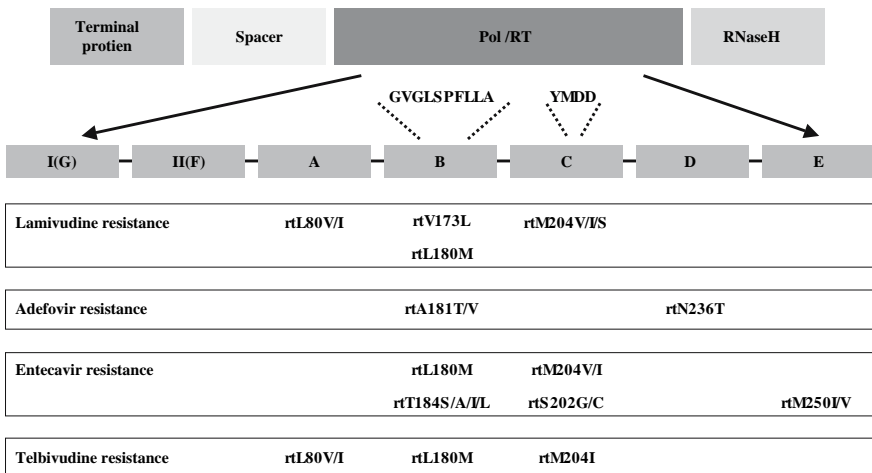 Terminal protien Spacer Pol /RT RNaseH
GVGLSPFLLA YMDD
I(G) II(F) A B C D E
Lamivudine resistance rtL80V/I rtV173L rtM204V/I/S
rtL180M
Adefovir resistance rtA181T/V rtN236T
Entecavir resistance rtL180M rtM204V/I
rtT184S/A/I/L rtS202G/C rtM250I/V
Telbivudine resistance rtL80V/I rtL180M rtM204I